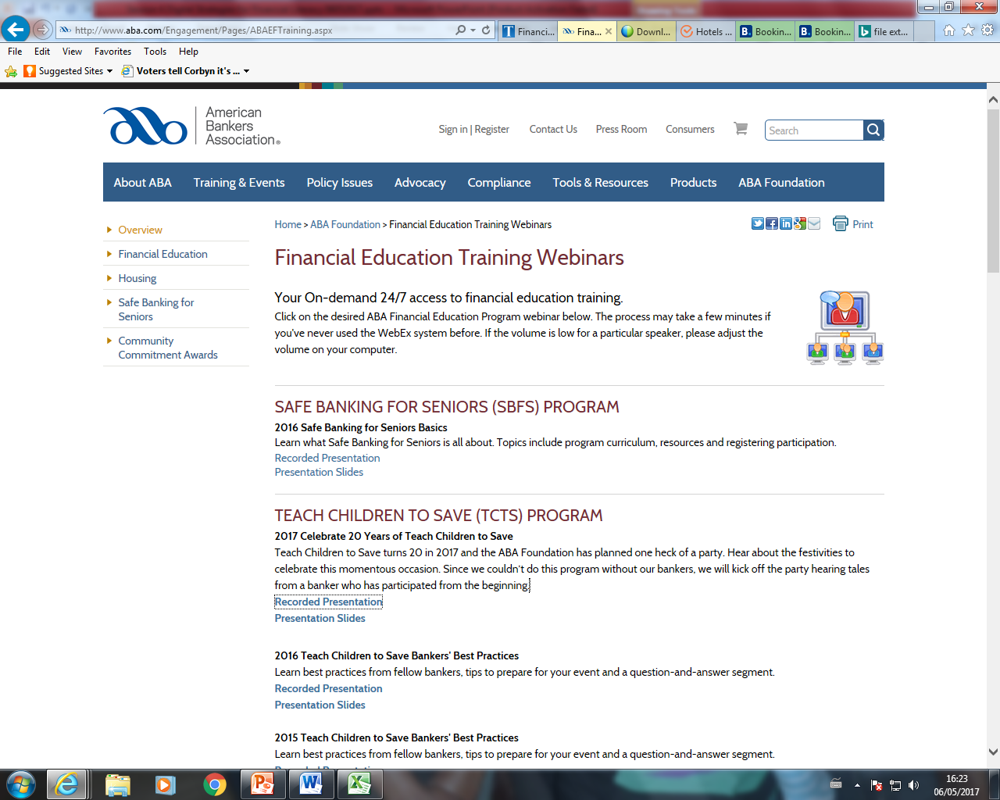 http://www.aba.com/Engagement/Pages/ABAEFTraining.aspx
Financi...
Fina...
Downl...
Hotels ...
Bookin...
Bookin...
file ext...
File Edit View Favorites Tools Help
Suggested Sites
Voters tell Corbyn it's ...
American
Bankers
Association®
Sign in | Register
Contact Us
Press Room
Consumers
Search
About ABA
Training & Events
Policy Issues
Advocacy
Compliance
Tools & Resources
Products
ABA Foundation
Overview
Financial Education
Housing
Safe Banking for
Seniors
Community
Commitment Awards
Home > ABA Foundation > Financial Education Training Webinars
Print
Financial Education Training Webinars
Your On-demand 24/7 access to financial education training.
Click on the desired ABA Financial Education Program webinar below. The process may take a few minutes if
you've never used the WebEx system before. If the volume is low for a particular speaker, please adjust the
volume on your computer.
SAFE BANKING FOR SENIORS (SBFS) PROGRAM
2016 Safe Banking for Seniors Basics
Learn what Safe Banking for Seniors is all about. Topics include program curriculum, resources and registering participation.
Recorded Presentation
Presentation Slides
TEACH CHILDREN TO SAVE (TCTS) PROGRAM
2017 Celebrate 20 Years of Teach Children to Save
Teach Children to Save turns 20 in 2017 and the ABA Foundation has planned one heck of a party. Hear about the festivities to
celebrate this momentous occasion. Since we couldn't do this program without our bankers, we will kick off the party hearing tales
from a banker who has participated from the beginning.
Recorded Presentation
Presentation Slides
2016 Teach Children to Save Bankers' Best Practices
Learn best practices from fellow bankers, tips to prepare for your event and a question-and-answer segment.
Recorded Presentation
Presentation Slides
2015 Teach Children to Save Bankers' Best Practices
Learn best practices from fellow bankers, tips to prepare for your event and a question-and-answer segment.
16:23
06/05/2017